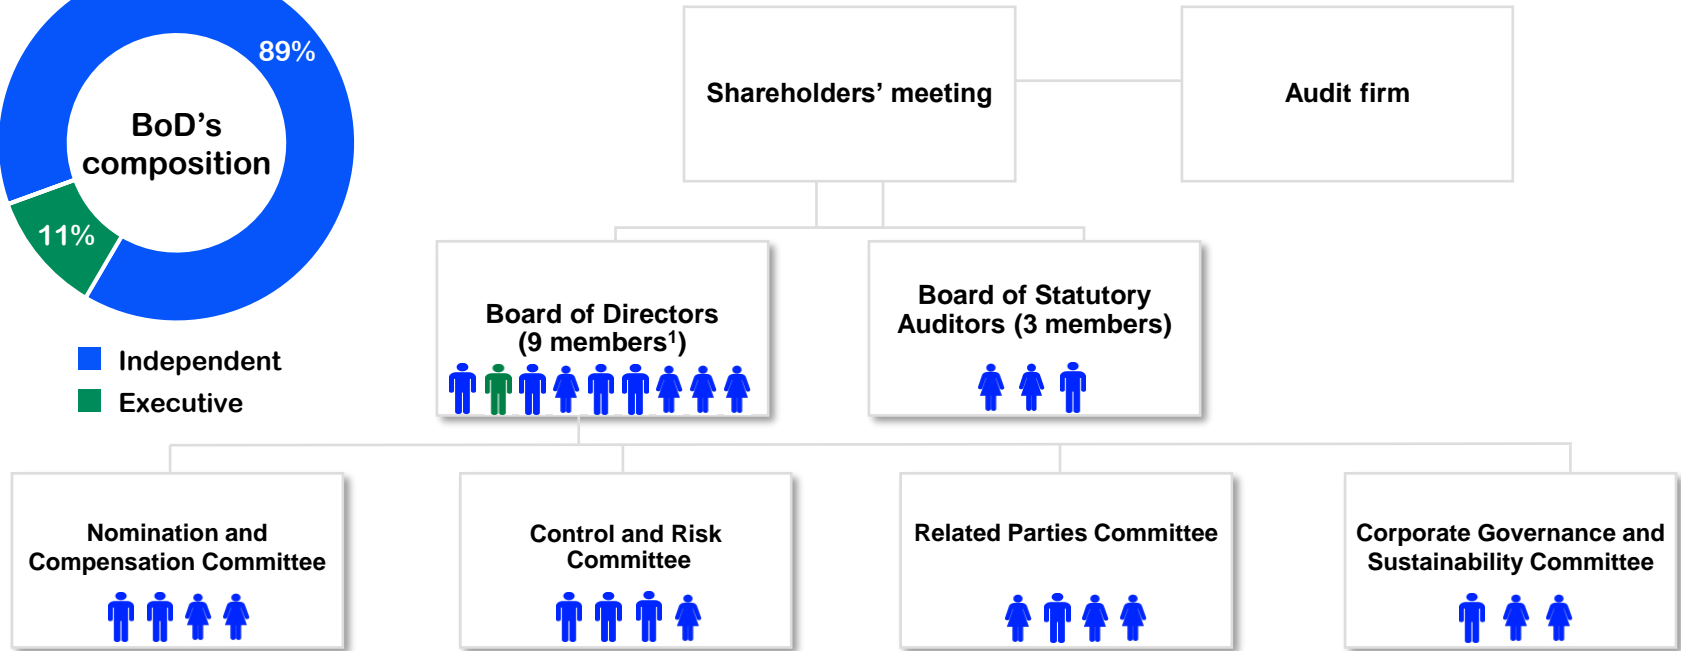 89%
BoD's
composition
11%
Independent
Executive
Shareholders' meeting
Audit firm
Board of Directors
(9 members¹)
Board of Statutory
Auditors (3 members)
Nomination and
Compensation Committee
Control and Risk
Committee
Related Parties Committee
Corporate Governance and
Sustainability Committee